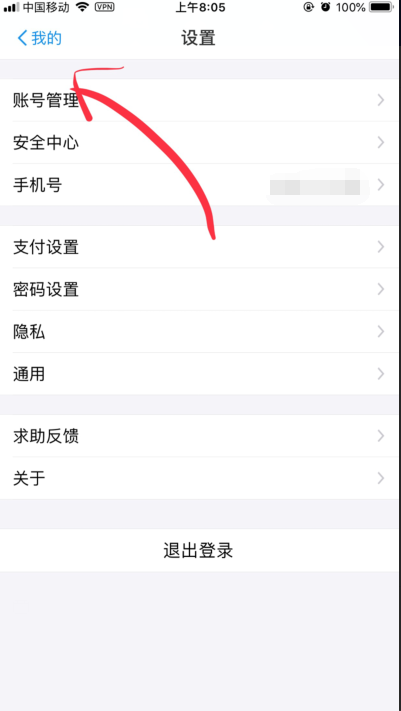 中国移动 VPN 上午8:05 100%
我的 设置
账号管理
安全中心
手机号
支付设置
密码设置
隐私
通用
求助反馈
关于
退出登录